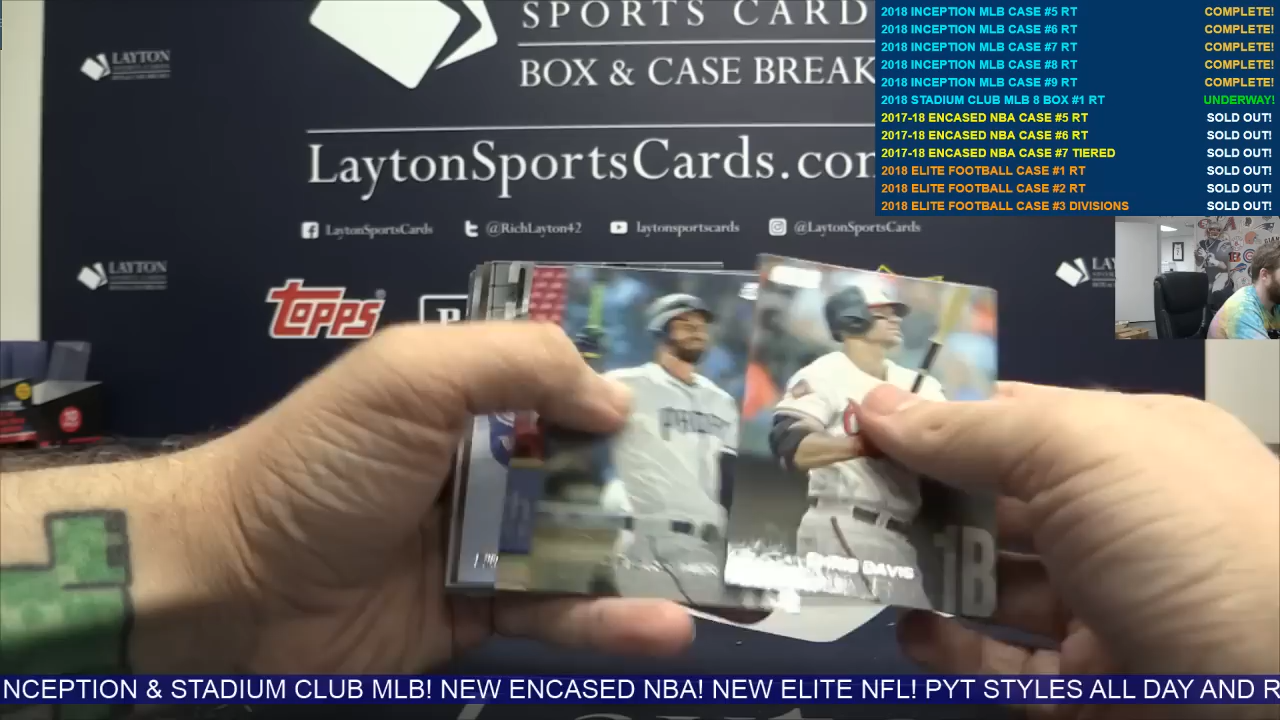 SPORTS CARD
BOX & CASE BREAK
LaytonSportsCards.com
LaytonSportsCards
@RichLayton42
laytonsportscards
@LaytonSportsCards
LAYTON
LAYTON
LAY
Topps
2018 INCEPTION MLB CASE #5 RT COMPLETE!
2018 INCEPTION MLB CASE #6 RT COMPLETE!
2018 INCEPTION MLB CASE #7 RT COMPLETE!
2018 INCEPTION MLB CASE #8 RT COMPLETE!
2018 INCEPTION MLB CASE #9 RT COMPLETE!
2018 STADIUM CLUB MLB 8 BOX #1 RT UNDERWAY!
2017-18 ENCASED NBA CASE #5 RT SOLD OUT!
2017-18 ENCASED NBA CASE #6 RT SOLD OUT!
2017-18 ENCASED NBA CASE #7 TIERED SOLD OUT!
2018 ELITE FOOTBALL CASE #1 RT SOLD OUT!
2018 ELITE FOOTBALL CASE #2 RT SOLD OUT!
2018 ELITE FOOTBALL CASE #3 DIVISIONS SOLD OUT!
CHRIS DAVIS
1B
NCEPTION & STADIUM CLUB MLB! NEW ENCASED NBA! NEW ELITE NFL! PYT STYLES ALL DAY AND R